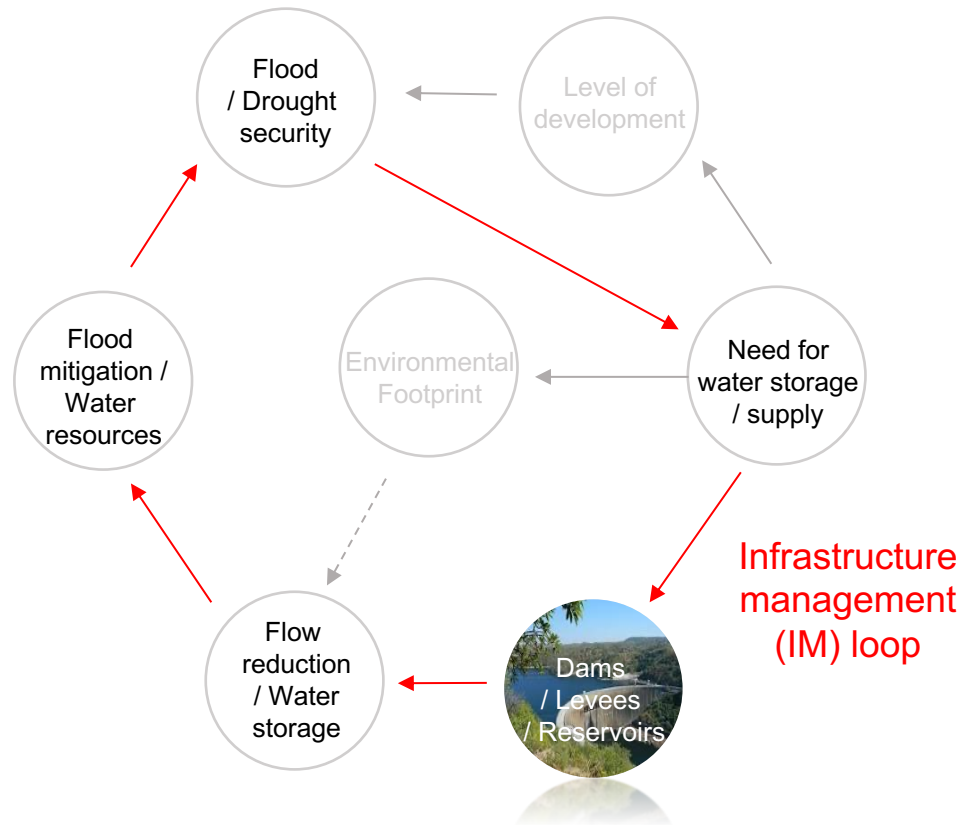 Flood
/ Drought
security
Level of
development
Flood
mitigation /
Water
resources
Environmental
Footprint
Need for
water storage
/ supply
Infrastructure
management
(IM) loop
Flow
reduction
/ Water
storage
Dams
/ Levees
/ Reservoirs